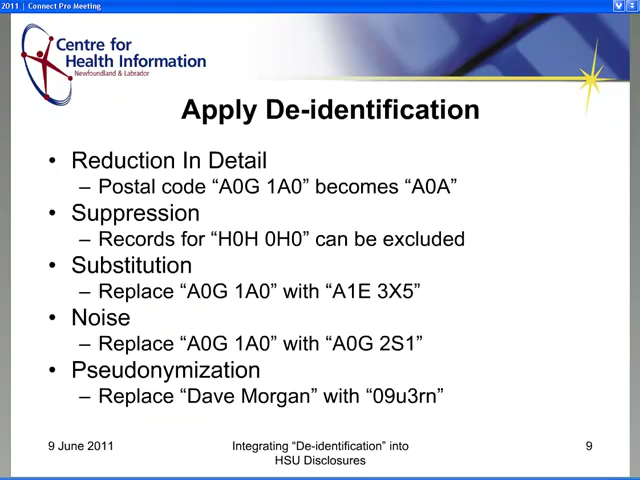 2011 | Connect Pro Meeting
Centre for
Health Information
Newfoundland & Labrador
Apply De-identification
• Reduction In Detail
– Postal code “A0G 1A0” becomes “A0A”
• Suppression
– Records for “H0H 0H0” can be excluded
• Substitution
– Replace “A0G 1A0” with “A1E 3X5”
• Noise
– Replace “A0G 1A0” with “A0G 2S1”
• Pseudonymization
– Replace “Dave Morgan” with “09u3rn”
9 June 2011
Integrating “De-identification” into
HSU Disclosures
9